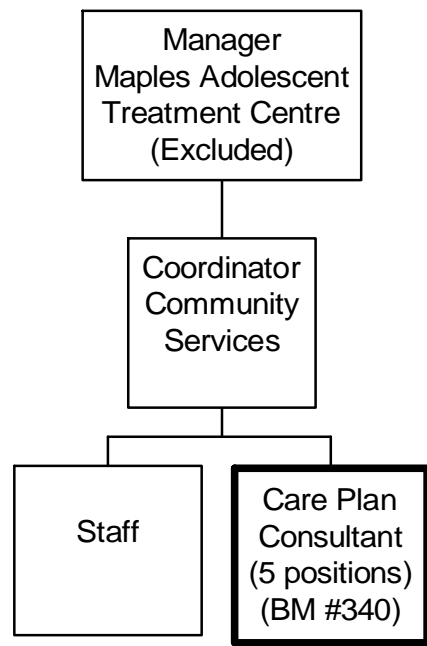 Manager
Maples Adolescent
Treatment Centre
(Excluded)
Coordinator
Community
Services
Staff
Care Plan
Consultant
(5 positions)
(BM #340)